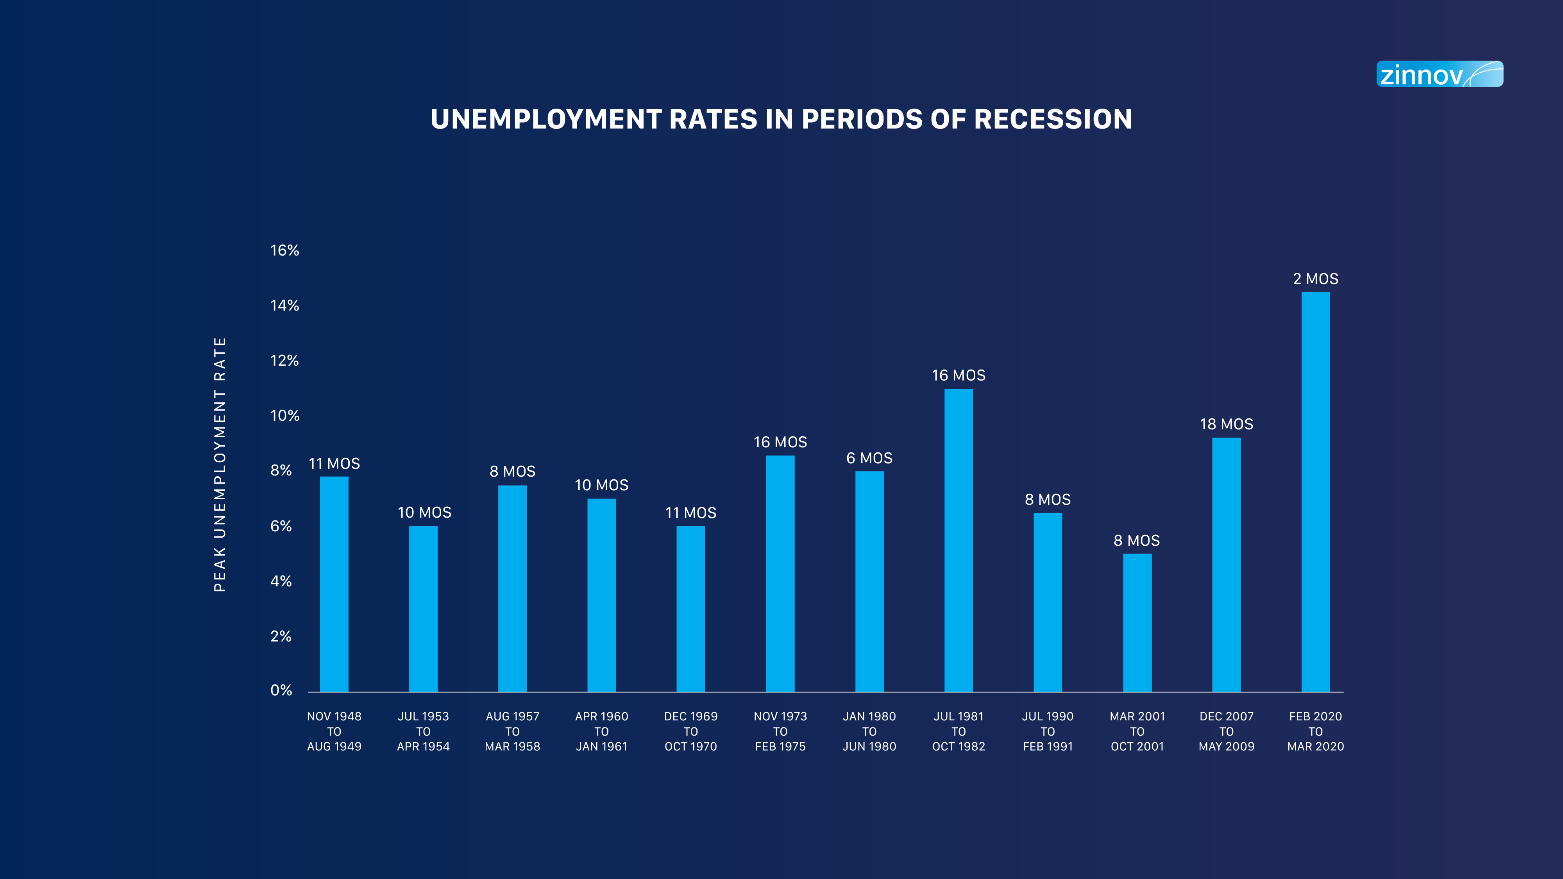 zinnov
UNEMPLOYMENT RATES IN PERIODS OF RECESSION
PEAK UNEMPLOYMENT RATE
16%
14%
12%
10%
8%
6%
4%
2%
0%
11 MOS
10 MOS
8 MOS
10 MOS
11 MOS
16 MOS
6 MOS
16 MOS
8 MOS
8 MOS
18 MOS
2 MOS
NOV 1948
TO
AUG 1949
JUL 1953
TO
APR 1954
AUG 1957
TO
MAR 1958
APR 1960
TO
JAN 1961
DEC 1969
TO
OCT 1970
NOV 1973
TO
FEB 1975
JAN 1980
TO
JUN 1980
JUL 1981
TO
OCT 1982
JUL 1990
TO
FEB 1991
MAR 2001
TO
OCT 2001
DEC 2007
TO
MAY 2009
FEB 2020
TO
MAR 2020